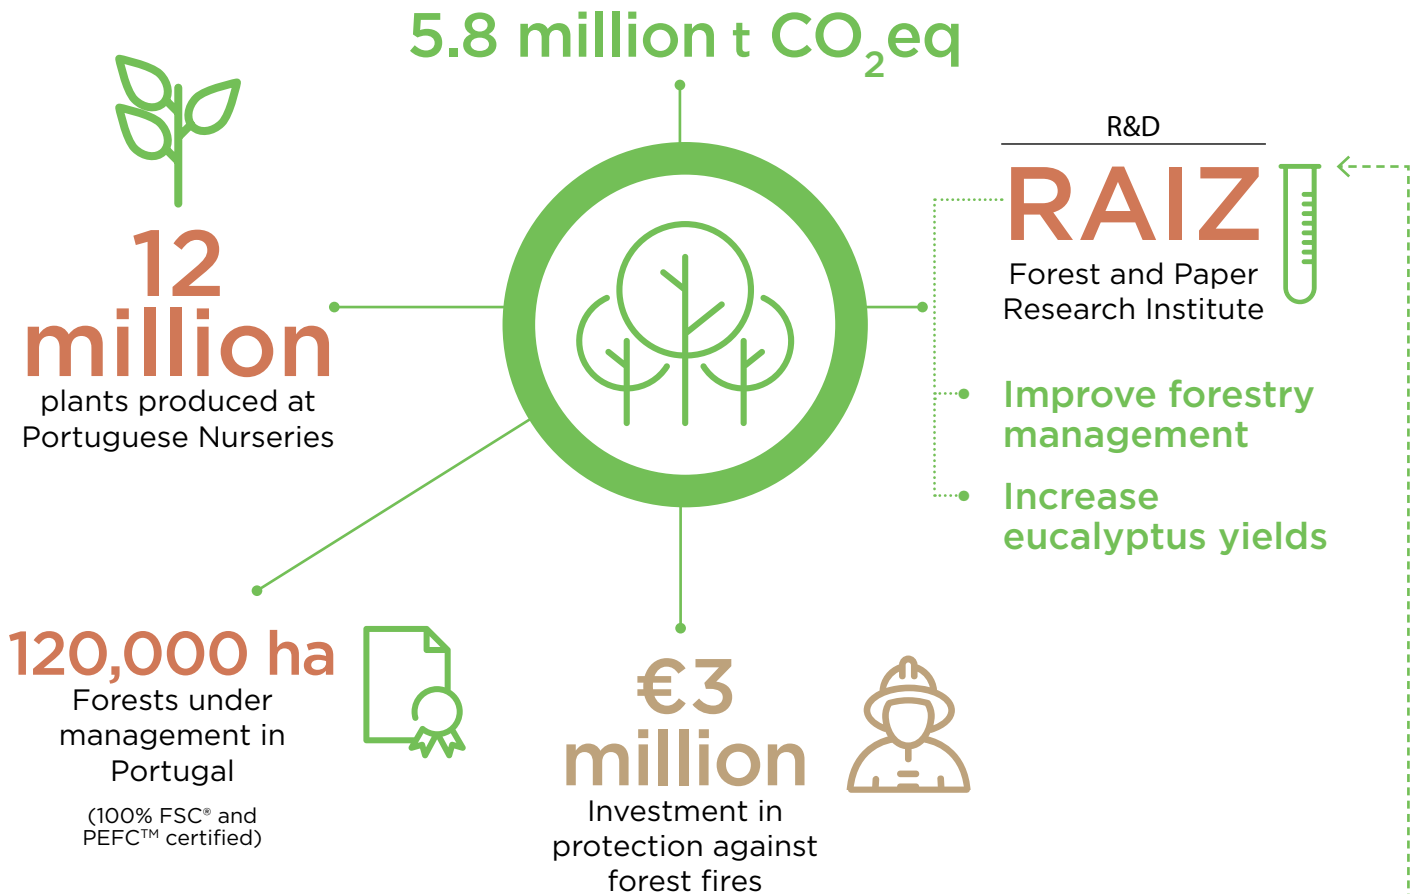 5.8 million t CO₂eq
12
million
plants produced at
Portuguese Nurseries
R&D
RAIZ
Forest and Paper
Research Institute
Improve forestry
management
Increase
eucalyptus yields
120,000 ha
Forests under
management in
Portugal
(100% FSC® and
PEFC™ certified)
€3
million
Investment in
protection against
forest fires